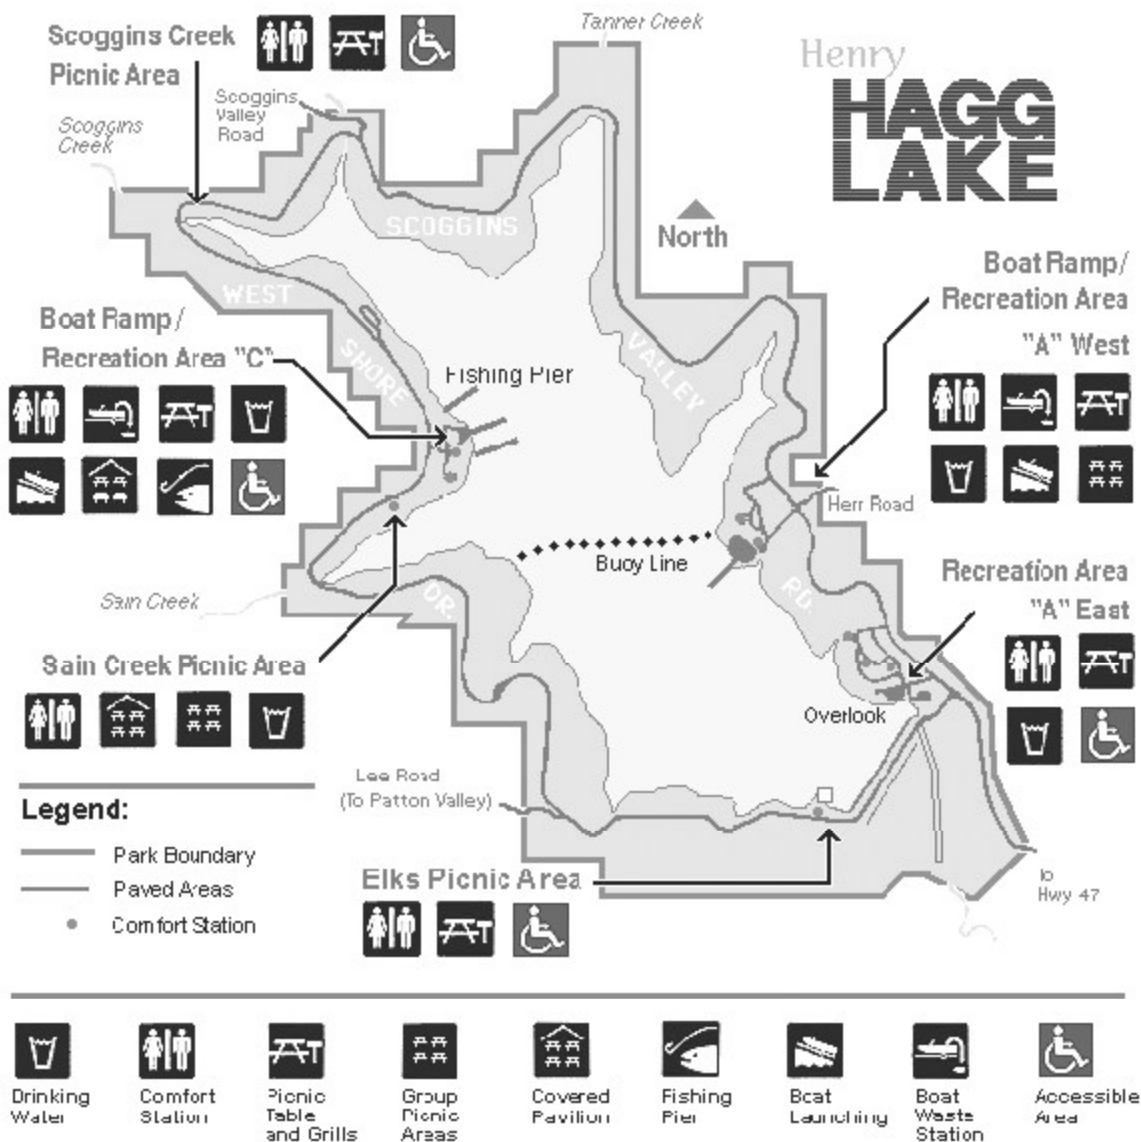 Scoggins Creek
Picnic Area
Tanner Creek
Henry
HAGG
LAKE
Scoggins
Valley
Road
Scoggins
Creek
SCOGGINS
North
WEST
Boat Ramp/
Recreation Area
"A" West
Boat Ramp/
Recreation Area "C"
SHORE
VALLEY
Fishing Pier
Herr Road
Buoy Line
Recreation Area
"A" East
Sain Creek
DR.
RD.
Sain Creek Picnic Area
Overlook
Lee Road
(To Patton Valley)
Legend:
Park Boundary
Paved Areas
Comfort Station
Elks Picnic Area
to
Hwy 47
Drinking
Water
Comfort
Station
Picnic
Table
and Grills
Group
Picnic
Areas
Covered
Pavilion
Fishing
Pier
Boat
Launching
Boat
Waste
Station
Accessible
Area